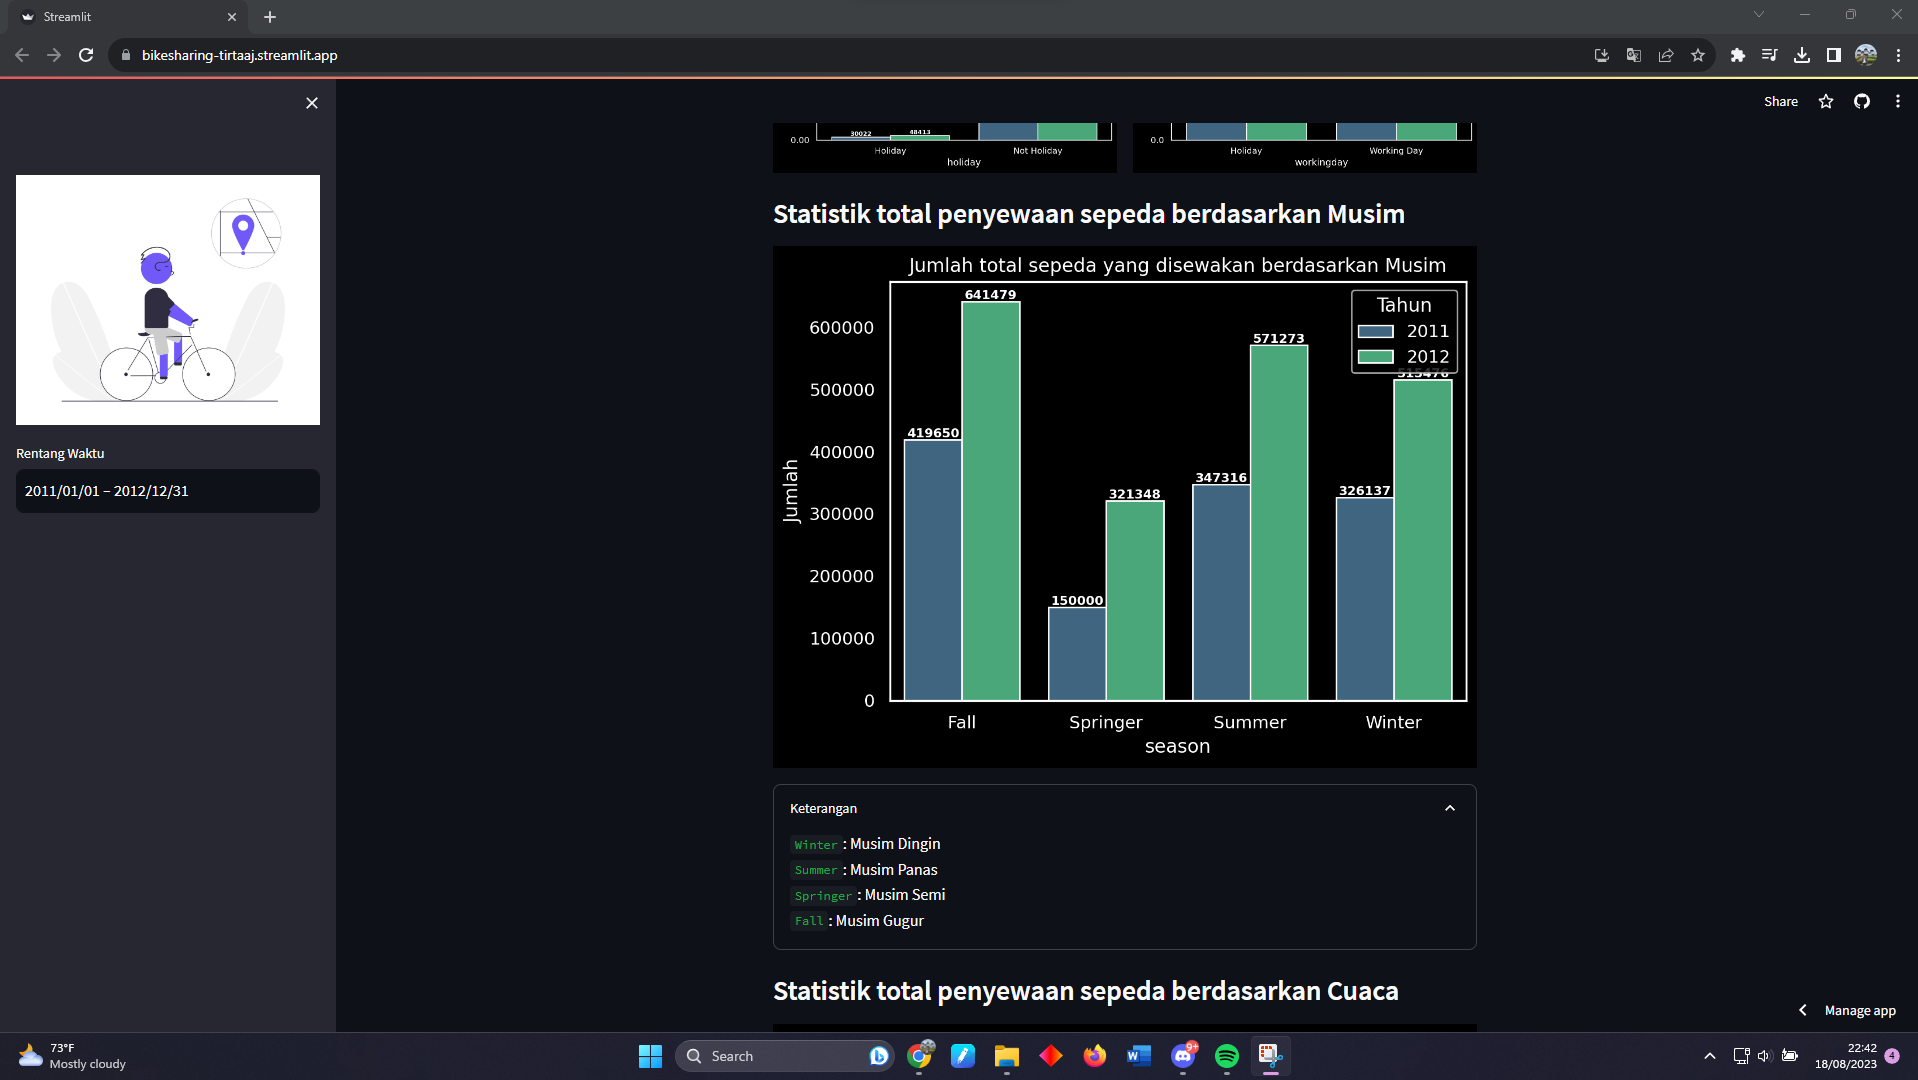 Streamlit
bikesharing-tirtaaj.streamlit.app
Share
Rentang Waktu
2011/01/01 – 2012/12/31
0.00
30022
48413
Holiday
Not Holiday
holiday
0.0
Holiday
Working Day
workingday
Statistik total penyewaan sepeda berdasarkan Musim
Jumlah total sepeda yang disewakan berdasarkan Musim
Tahun
2011
2012
641479
571273
515476
419650
347316
326137
321348
150000
600000
500000
400000
300000
200000
100000
0
Jumlah
Fall
Springer
Summer
Winter
season
Keterangan
Winter : Musim Dingin
Summer : Musim Panas
Springer : Musim Semi
Fall : Musim Gugur
Statistik total penyewaan sepeda berdasarkan Cuaca
Manage app
73°F
Mostly cloudy
Search
9+
22:42
18/08/2023
4